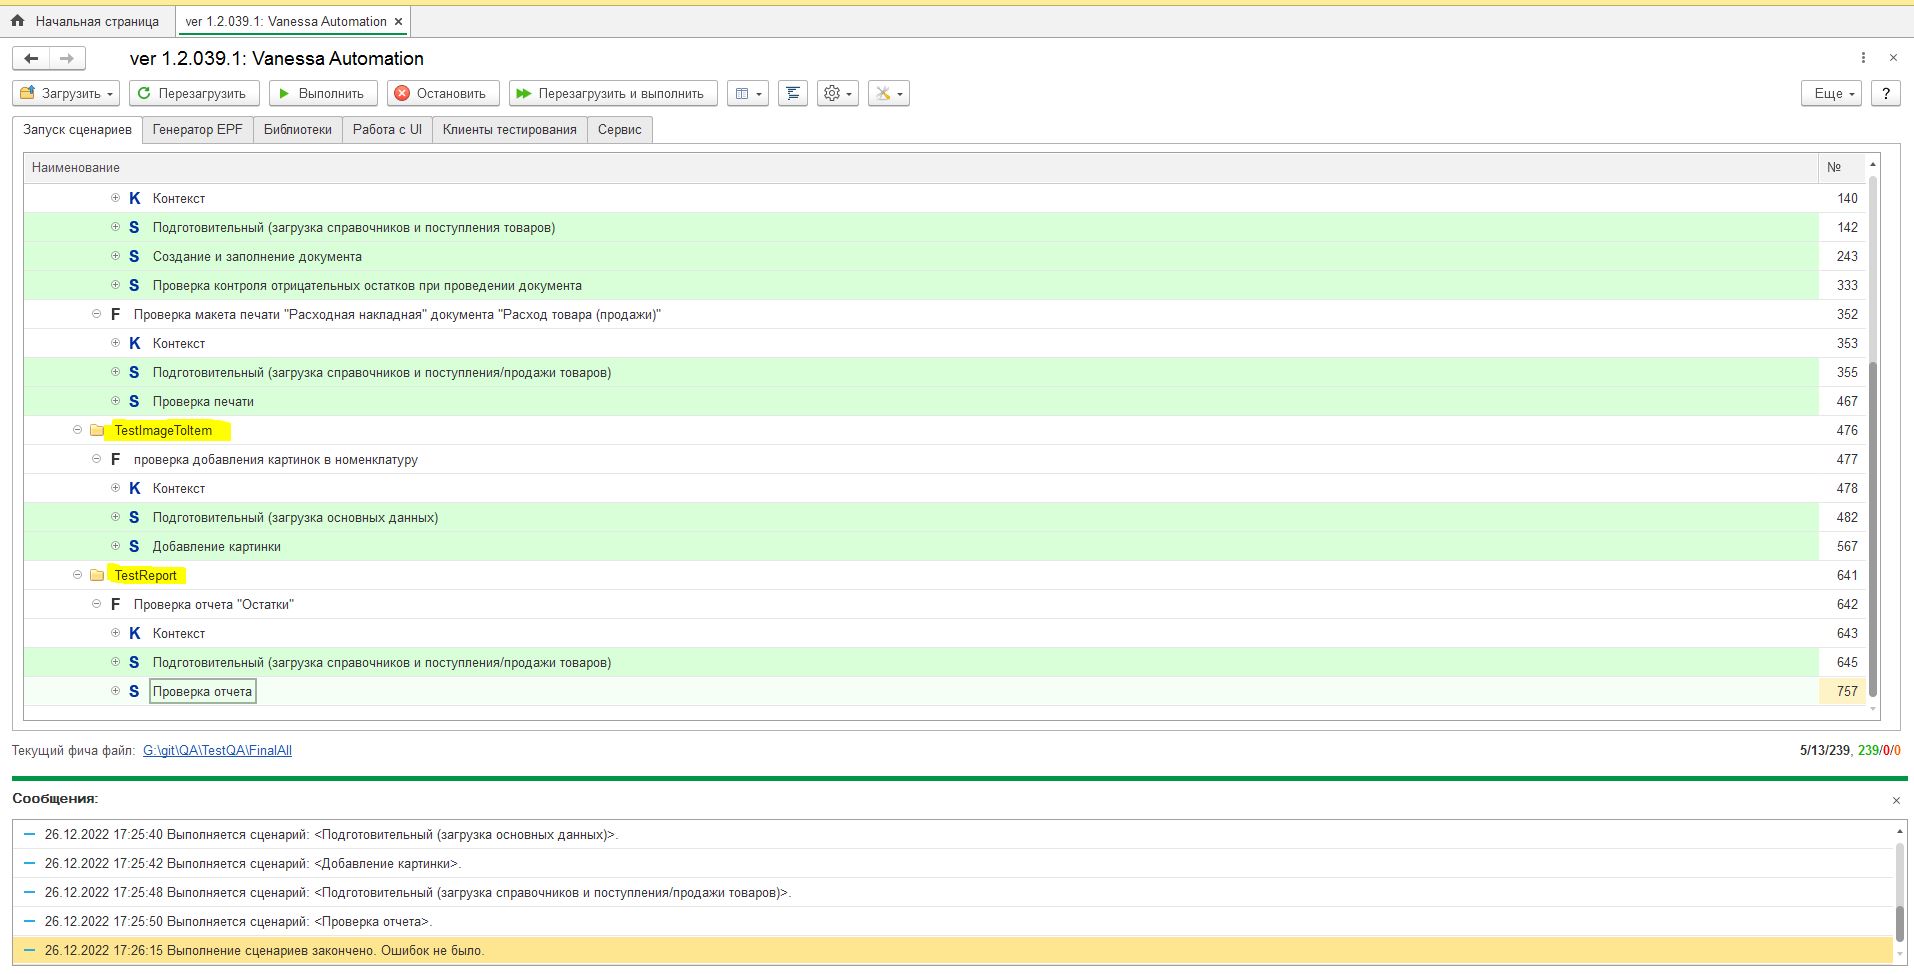 Начальная страница
ver 1.2.039.1: Vanessa Automation ×
ver 1.2.039.1: Vanessa Automation
Загрузить Перезагрузить Выполнить Остановить Перезагрузить и выполнить Еще ?
Запуск сценариев Генератор EPF Библиотеки Работа с UI Клиенты тестирования Сервис
Наименование №
K Контекст 140
S Подготовительный (загрузка справочников и поступления товаров) 142
S Создание и заполнение документа 243
S Проверка контроля отрицательных остатков при проведении документа 333
F Проверка макета печати "Расходная накладная" документа "Расход товара (продажи)" 352
K Контекст 353
S Подготовительный (загрузка справочников и поступления/продажи товаров) 355
S Проверка печати 467
TestImageToItem 476
F проверка добавления картинок в номенклатуру 477
K Контекст 478
S Подготовительный (загрузка основных данных) 482
S Добавление картинки 567
TestReport 641
F Проверка отчета "Остатки" 642
K Контекст 643
S Подготовительный (загрузка справочников и поступления/продажи товаров) 645
S Проверка отчета 757
Текущий фича файл: G:\git\QA\TestQA\FinalAll 5/13/239, 239/0/0
Сообщения:
26.12.2022 17:25:40 Выполняется сценарий: <Подготовительный (загрузка основных данных)>.
26.12.2022 17:25:42 Выполняется сценарий: <Добавление картинки>.
26.12.2022 17:25:48 Выполняется сценарий: <Подготовительный (загрузка справочников и поступления/продажи товаров)>.
26.12.2022 17:25:50 Выполняется сценарий: <Проверка отчета>.
26.12.2022 17:26:15 Выполнение сценариев закончено. Ошибок не было.